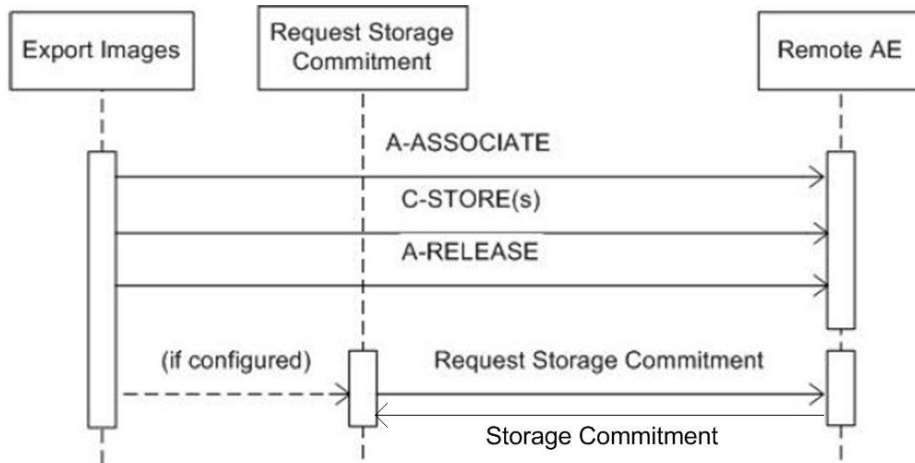 Export Images
Request Storage
Commitment
Remote AE
A-ASSOCIATE
C-STORE(s)
A-RELEASE
(if configured)
Request Storage Commitment
Storage Commitment